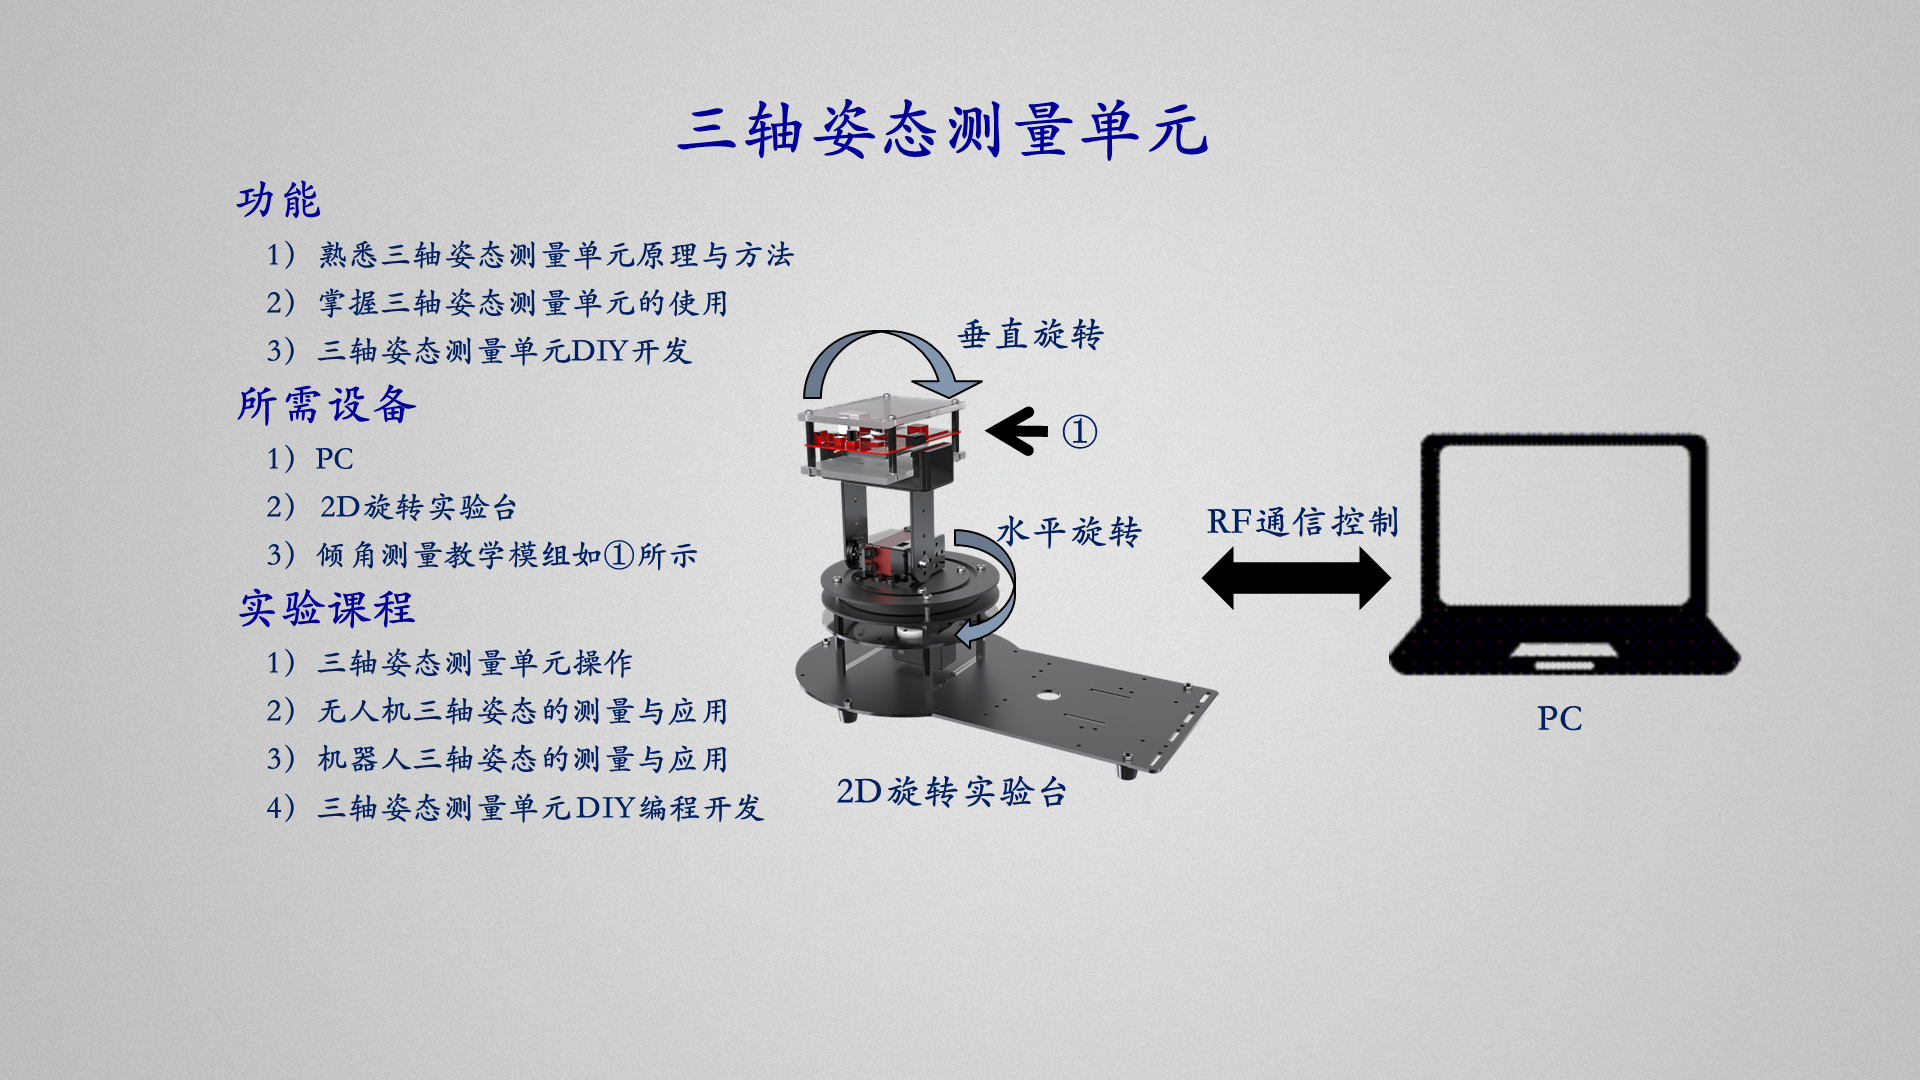 三轴姿态测量单元
功能
1） 熟悉三轴姿态测量单元原理与方法
2） 掌握三轴姿态测量单元的使用
3） 三轴姿态测量单元DIY开发
所需设备
1）PC
2） 2D旋转实验台
3） 倾角测量教学模组如①所示
实验课程
1） 三轴姿态测量单元操作
2） 无人机三轴姿态的测量与应用
3） 机器人三轴姿态的测量与应用
4） 三轴姿态测量单元DIY编程开发
垂直旋转
①
水平旋转
2D旋转实验台
RF通信控制
PC